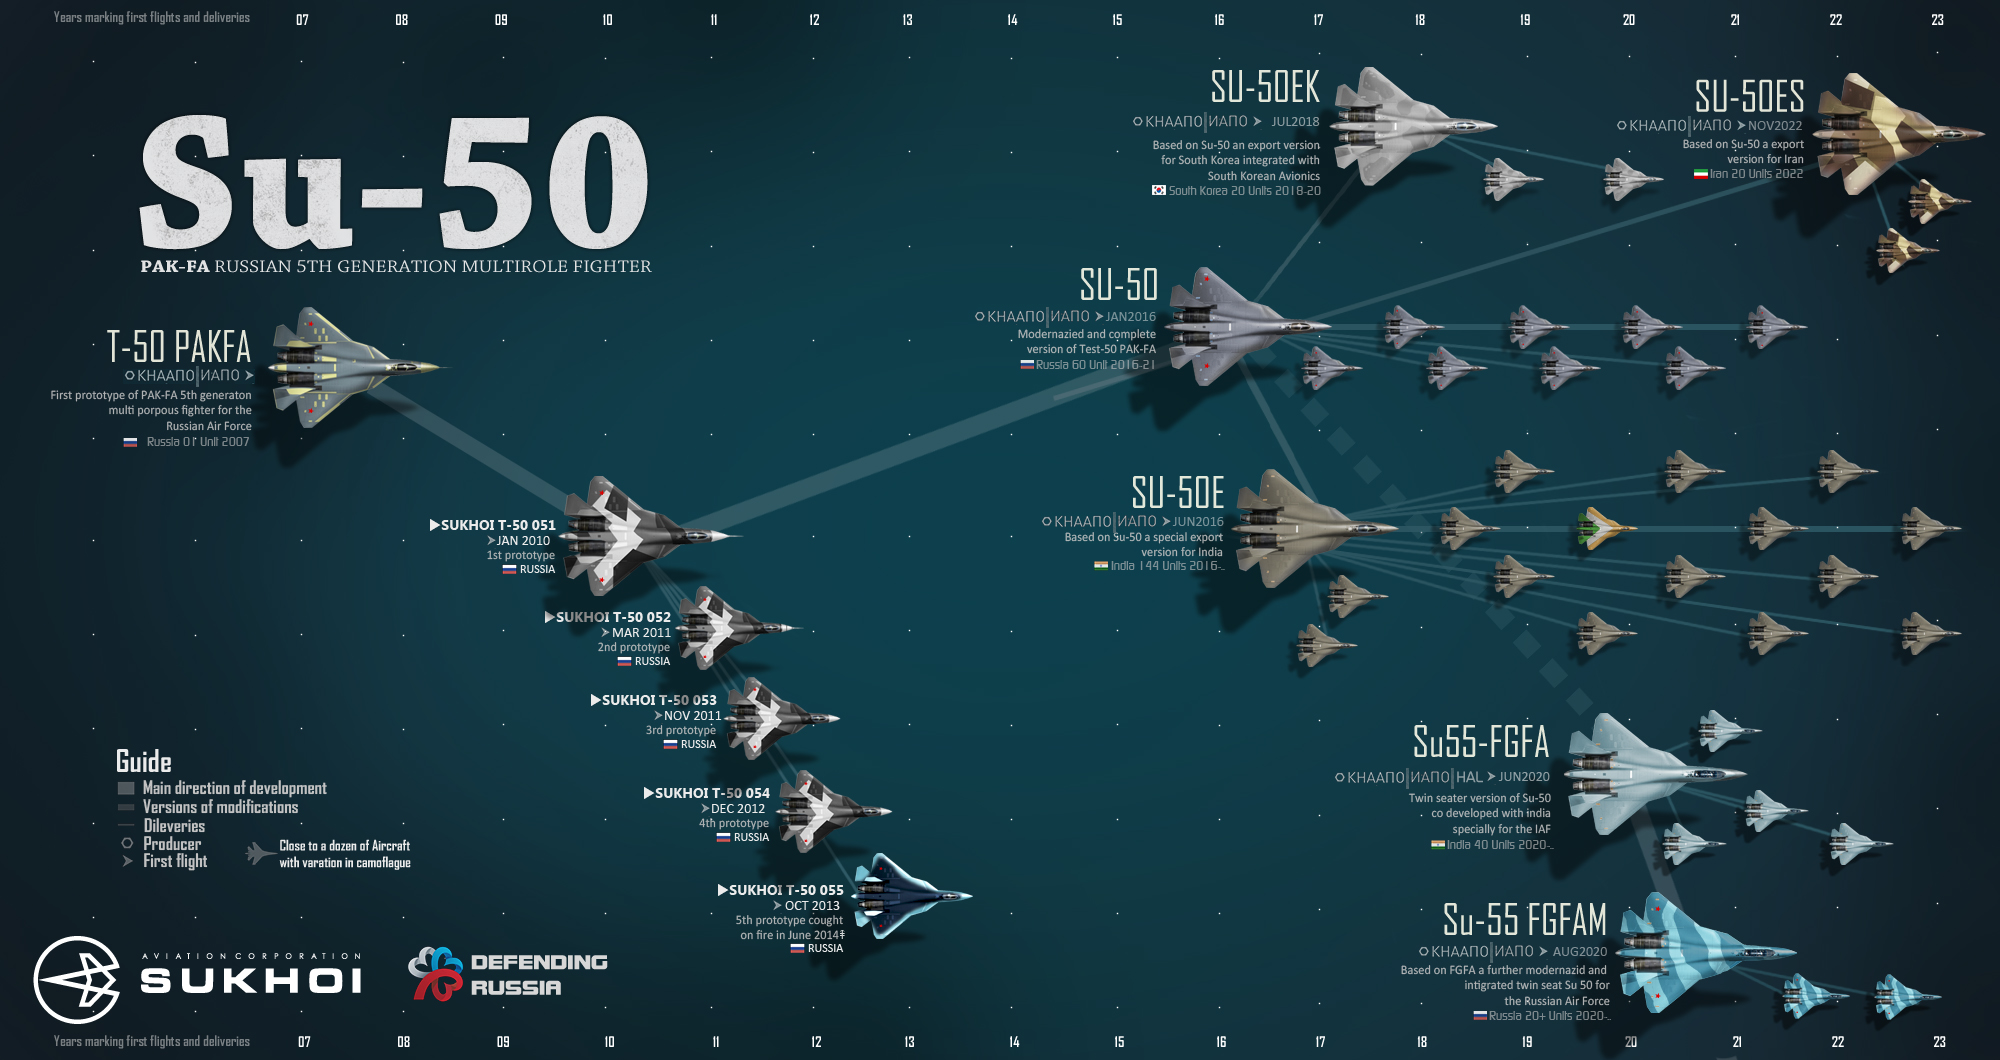 Years marking first flights and deliveries
07 08 09 10 11 12 13 14 15 16 17 18 19 20 21 22 23
Su-50
PAK-FA RUSSIAN 5TH GENERATION MULTIROLE FIGHTER
T-50 PAKFA
КНААПО|ИАПО
First prototype of PAK-FA 5th generaton
multi porpous fighter for the
Russian Air Force
Russia 01 Unit 2007
SUKHOI T-50 051
JAN 2010
1st prototype
RUSSIA
SUKHOI T-50 052
MAR 2011
2nd prototype
RUSSIA
SUKHOI T-50 053
NOV 2011
3rd prototype
RUSSIA
SUKHOI T-50 054
DEC 2012
4th prototype
RUSSIA
SUKHOI T-50 055
OCT 2013
5th prototype cought
on fire in June 2014‡
RUSSIA
SU-50EK
КНААПО|ИАПО JUL2018
Based on Su-50 an export version
for South Korea integrated with
South Korean Avionics
South Korea 20 Units 2018-20
SU-50ES
КНААПО|ИАПО NOV2022
Based on Su-50 a export
version for Iran
Iran 20 Units 2022
SU-50
КНААПО|ИАПО JAN2016
Modernazied and complete
version of Test-50 PAK-FA
Russia 60 Unit 2016-21
SU-50E
КНААПО|ИАПО JUN2016
Based on Su-50 a special export
version for India
India 144 Units 2016-..
Su55-FGFA
КНААПО|ИАПО|HAL JUN2020
Twin seater version of Su-50
co developed with india
specially for the IAF
India 40 Units 2020-..
Su-55 FGFAM
КНААПО|ИАПО AUG2020
Based on FGFA a further modernazid and
intigrated twin seat Su 50 for
the Russian Air Force
Russia 20+ Units 2020-..
Guide
Main direction of development
Versions of modifications
Dileveries
Producer
First flight
Close to a dozen of Aircraft
with varation in camoflague
AVIATION CORPORATION
SUKHOI
DEFENDING
RUSSIA
Years marking first flights and deliveries
07 08 09 10 11 12 13 14 15 16 17 18 19 20 21 22 23